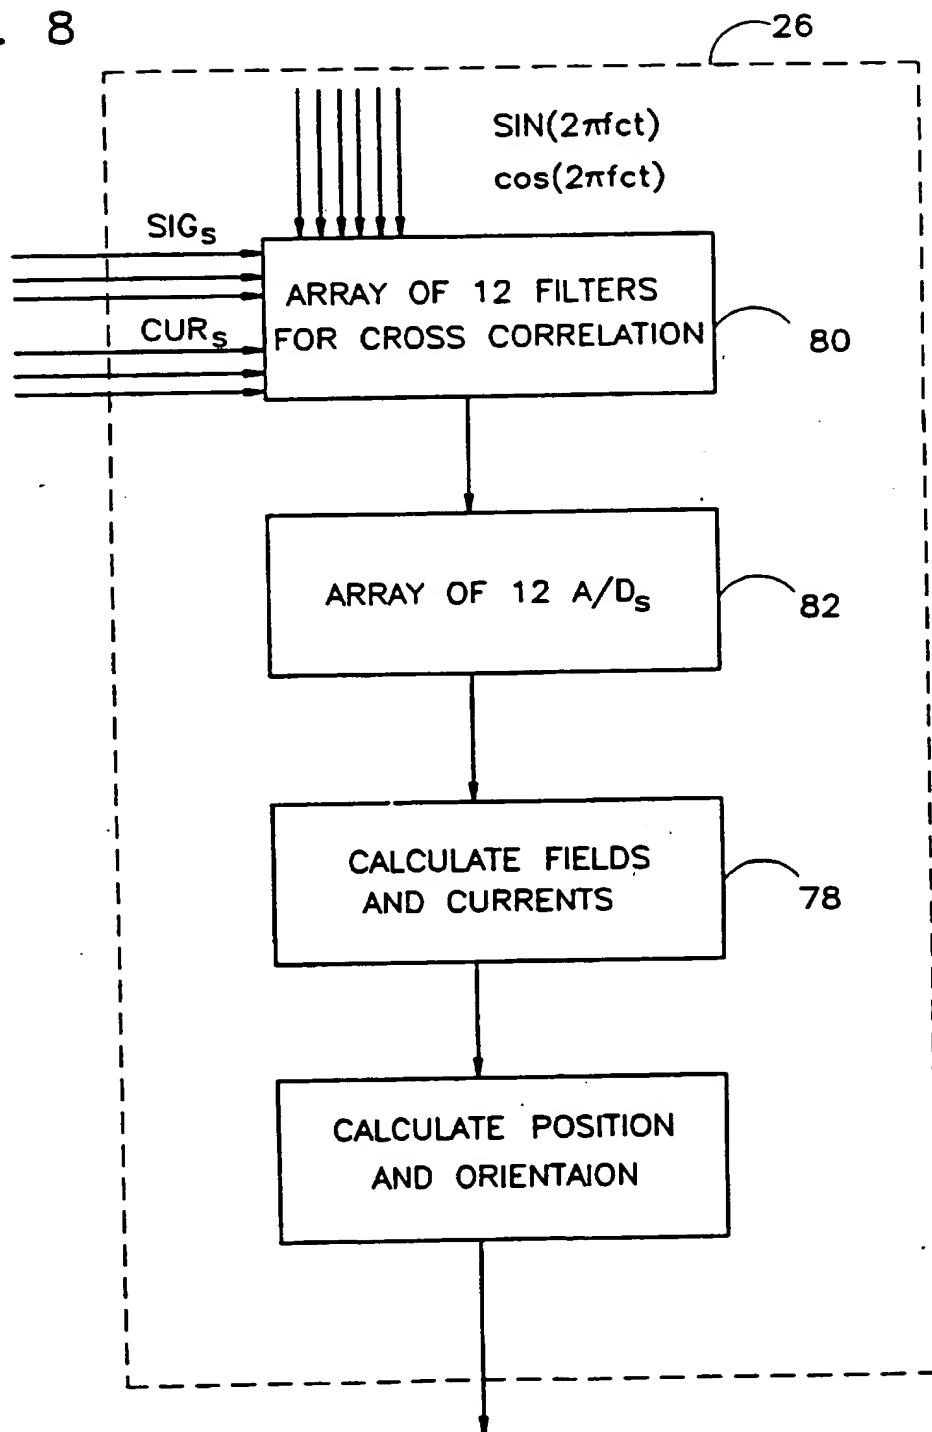 . 8
26
SIN(2πfct)
cos(2πfct)
SIGs
ARRAY OF 12 FILTERS
FOR CROSS CORRELATION
80
CURs
ARRAY OF 12 A/Ds
82
CALCULATE FIELDS
AND CURRENTS
78
CALCULATE POSITION
AND ORIENTAION